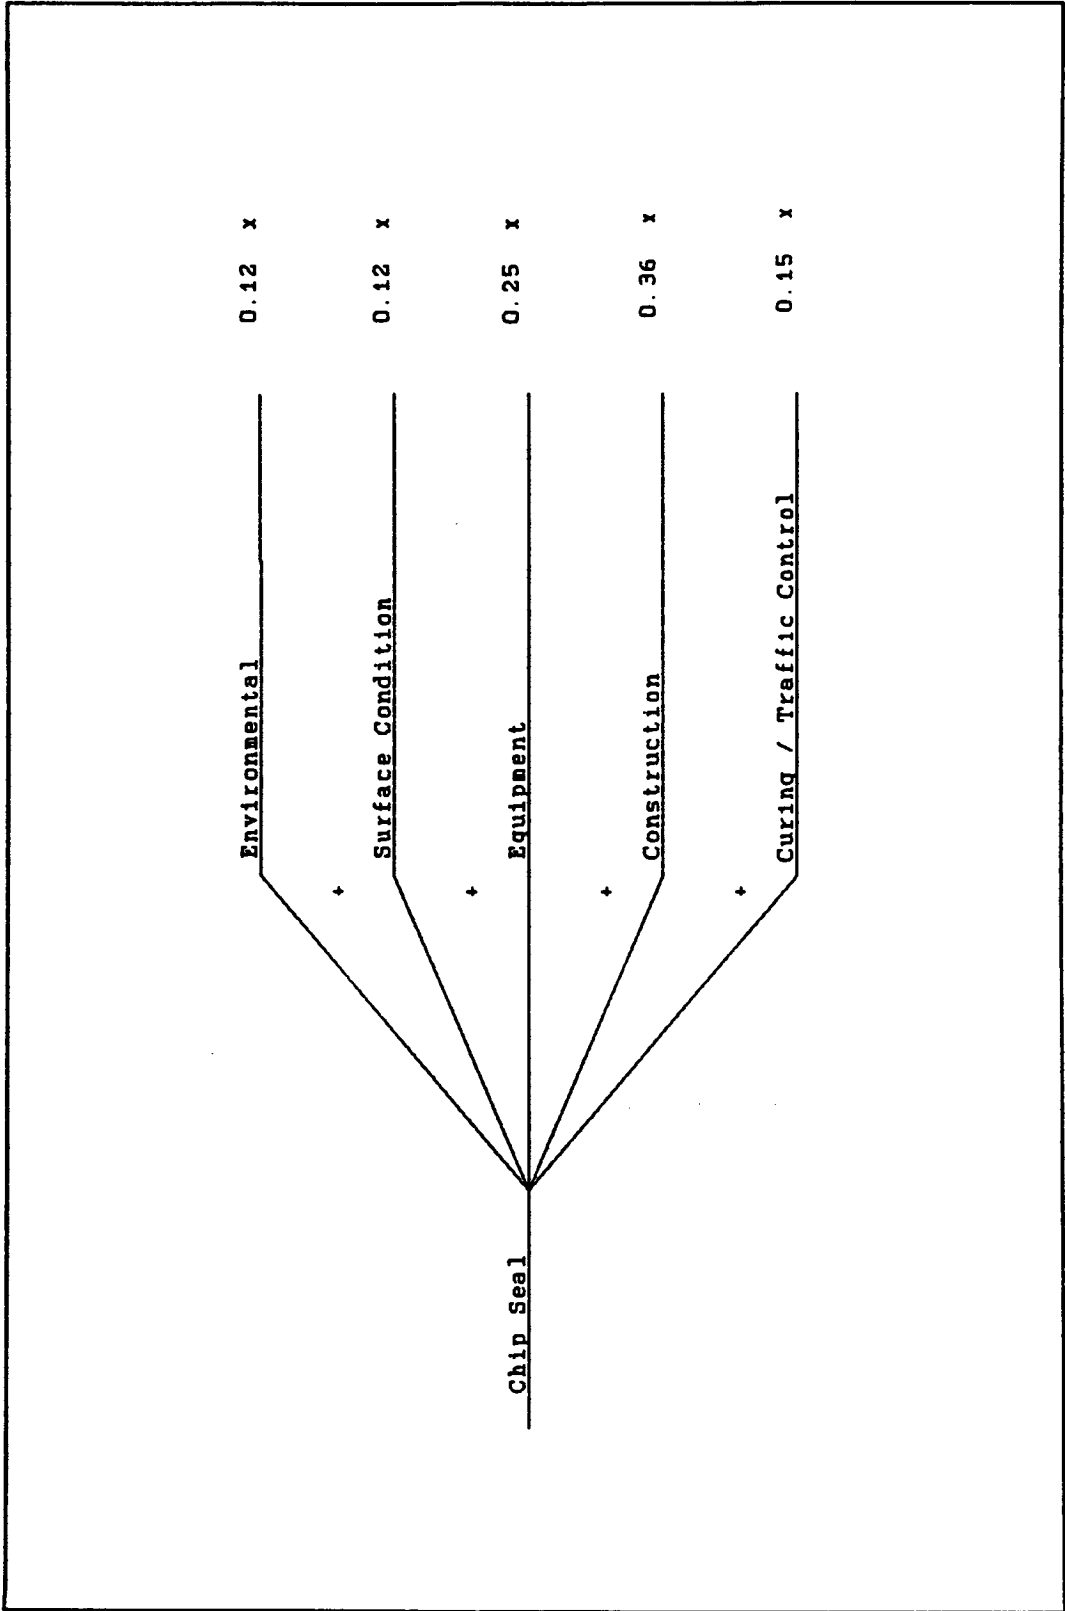 Environmental 0.12 x
+
Surface Condition 0.12 x
+
Chip Seal Equipment 0.25 x
+
Construction 0.36 x
+
Curing / Traffic Control 0.15 x